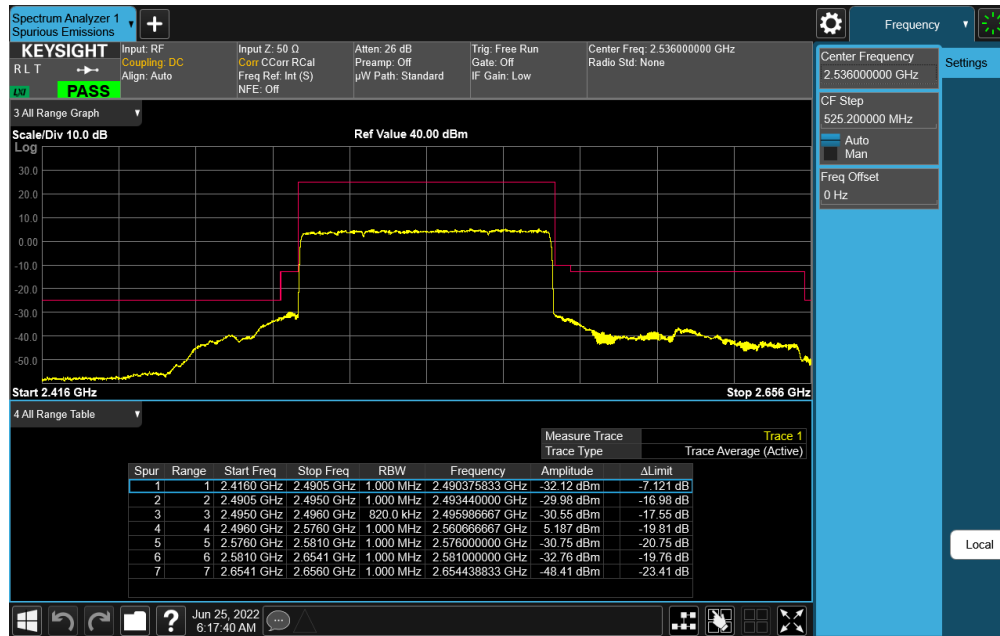 Spectrum Analyzer 1
Spurious Emissions
+
Frequency
KEYSIGHT
R L T
LXI
PASS
Input: RF
Coupling: DC
Align: Auto
Input Z: 50 Ω
Corr CCorr RCal
Freq Ref: Int (S)
NFE: Off
Atten: 26 dB
Preamp: Off
µW Path: Standard
Trig: Free Run
Gate: Off
IF Gain: Low
Center Freq: 2.536000000 GHz
Radio Std: None
Center Frequency
2.536000000 GHz
Settings
CF Step
525.200000 MHz
Auto
Man
Freq Offset
0 Hz
3 All Range Graph
Scale/Div 10.0 dB
Ref Value 40.00 dBm
Log
30.0
20.0
10.0
0.00
-10.0
-20.0
-30.0
-40.0
-50.0
Start 2.416 GHz
Stop 2.656 GHz
4 All Range Table
Measure Trace Trace 1
Trace Type Trace Average (Active)
Spur Range Start Freq Stop Freq RBW Frequency Amplitude ΔLimit
1 1 2.4160 GHz 2.4905 GHz 1.000 MHz 2.490375833 GHz -32.12 dBm -7.121 dB
2 2 2.4905 GHz 2.4950 GHz 1.000 MHz 2.493440000 GHz -29.98 dBm -16.98 dB
3 3 2.4950 GHz 2.4960 GHz 820.0 kHz 2.495986667 GHz -30.55 dBm -17.55 dB
4 4 2.4960 GHz 2.5760 GHz 1.000 MHz 2.560666667 GHz 5.187 dBm -19.81 dB
5 5 2.5760 GHz 2.5810 GHz 1.000 MHz 2.576000000 GHz -30.75 dBm -20.75 dB
6 6 2.5810 GHz 2.6541 GHz 1.000 MHz 2.581000000 GHz -32.76 dBm -19.76 dB
7 7 2.6541 GHz 2.6560 GHz 1.000 MHz 2.654438833 GHz -48.41 dBm -23.41 dB
Local
?
Jun 25, 2022
6:17:40 AM